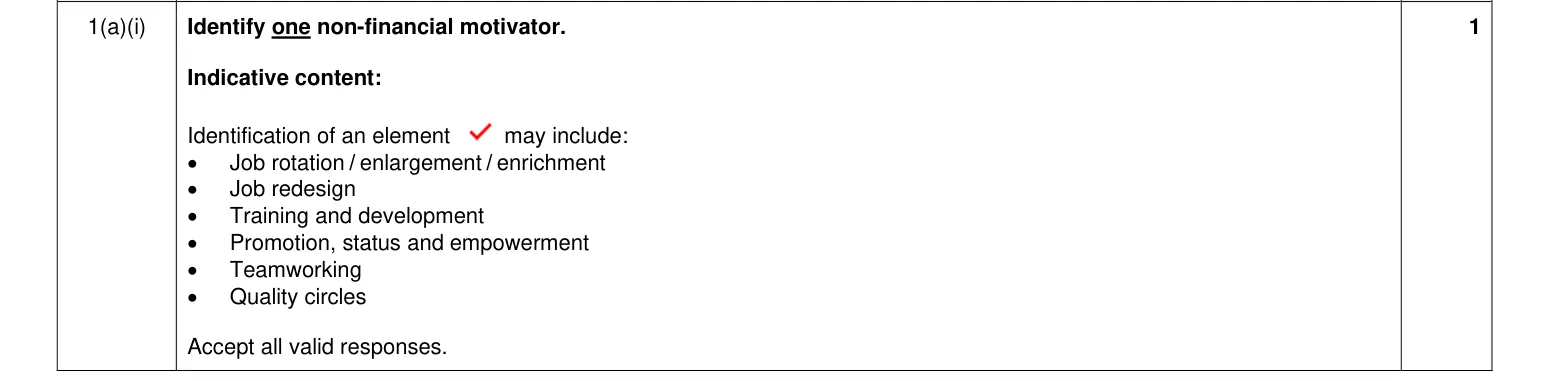 1(a)(i) Identify one non-financial motivator. 1
Indicative content:
Identification of an element ✓ may include:
• Job rotation / enlargement / enrichment
• Job redesign
• Training and development
• Promotion, status and empowerment
• Teamworking
• Quality circles
Accept all valid responses.